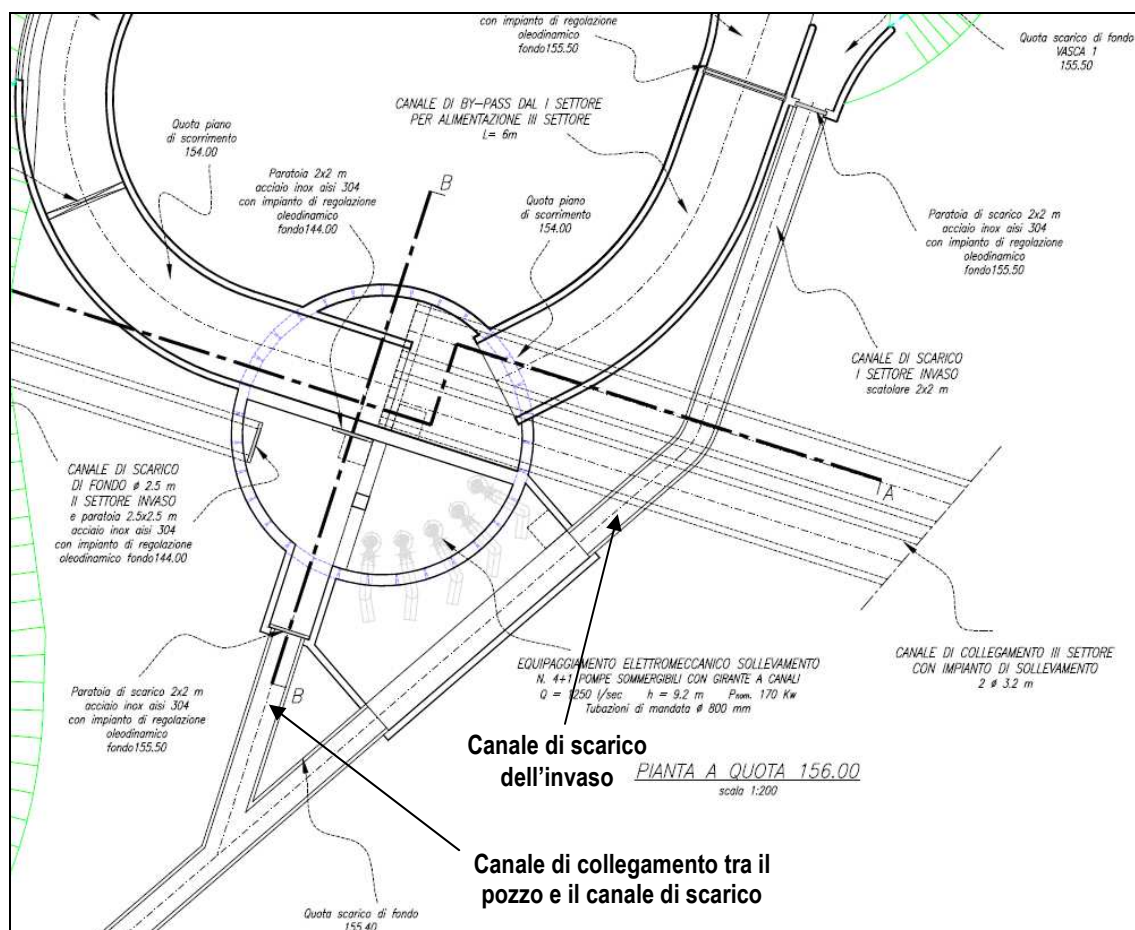 con impianto di regolazione
oleodinamico
fondo155.50
Quota scarico di fondo
VASCA 1
155.50
CANALE DI BY-PASS DAL I SETTORE
PER ALIMENTAZIONE III SETTORE
L= 6m
Quota piano
di scorrimento
154.00
Paratoia 2x2 m
acciaio inox aisi 304
con impianto di regolazione
oleodinamico
fondo144.00
B
Quota piano
di scorrimento
154.00
Paratoia di scarico 2x2 m
acciaio inox aisi 304
con impianto di regolazione
oleodinamico
fondo155.50
CANALE DI SCARICO
I SETTORE INVASO
scatolare 2x2 m
CANALE DI SCARICO
DI FONDO ø 2.5 m
II SETTORE INVASO
e paratoia 2.5x2.5 m
acciaio inox aisi 304
con impianto di regolazione
oleodinamico fondo144.00
A
EQUIPAGGIAMENTO ELETTROMECCANICO SOLLEVAMENTO
N. 4+1 POMPE SOMMERGIBILI CON GIRANTE A CANALI
Q = 1250 l/sec h = 9.2 m Pnom. 170 Kw
Tubazioni di mandata ø 800 mm
CANALE DI COLLEGAMENTO III SETTORE
CON IMPIANTO DI SOLLEVAMENTO
2 ø 3.2 m
Paratoia di scarico 2x2 m
acciaio inox aisi 304
con impianto di regolazione
oleodinamico
fondo155.50
B
Canale di scarico
dell'invaso
PIANTA A QUOTA 156.00
scala 1:200
Canale di collegamento tra il
pozzo e il canale di scarico
Quota scarico di fondo
155.40